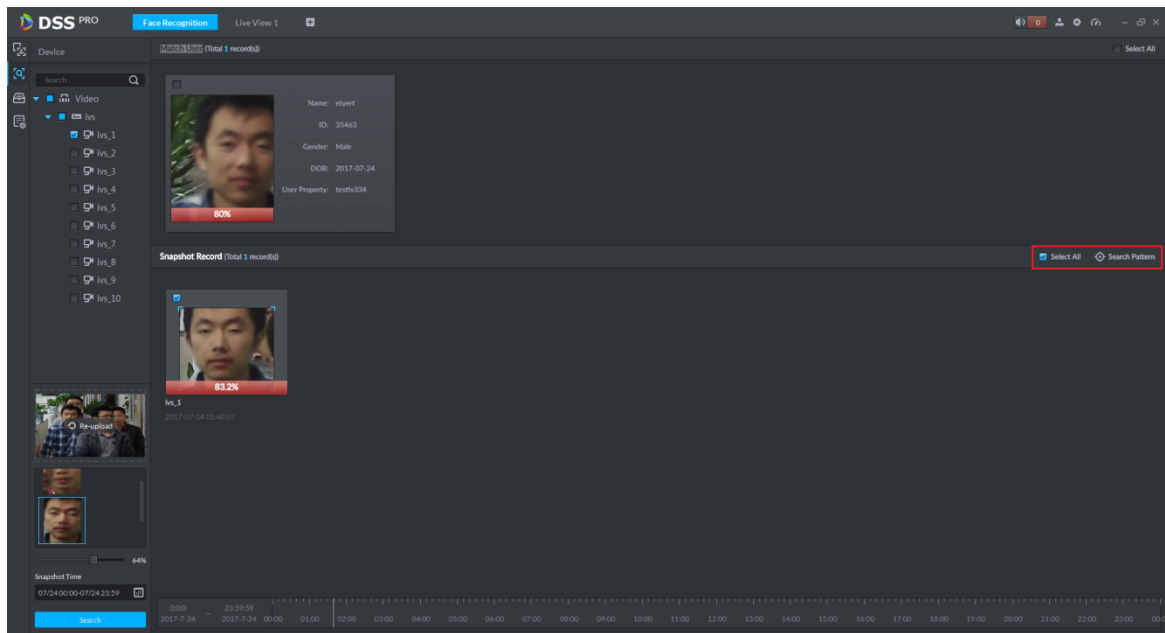 DSS PRO
Face Recognition
Live View 1
0
Device
Search..
Video
ivs
ivs_1
ivs_2
ivs_3
ivs_4
ivs_5
ivs_6
ivs_7
ivs_8
ivs_9
ivs_10
Re-upload
64%
Snapshot Time
07/24 00:00-07/24 23:59
Search
Match User (Total 1 record(s))
Select All
Name: etyert
ID: 35463
Gender: Male
DOB: 2017-07-24
User Property: testfx334
80%
Snapshot Record (Total 1 record(s))
Select All
Search Pattern
83.2%
ivs_1
2017-07-24 01:40:07
0:0:0 – 23:59:59
2017-7-24 2017-7-24 00:00 01:00 02:00 03:00 04:00 05:00 06:00 07:00 08:00 09:00 10:00 11:00 12:00 13:00 14:00 15:00 16:00 17:00 18:00 19:00 20:00 21:00 22:00 23:00